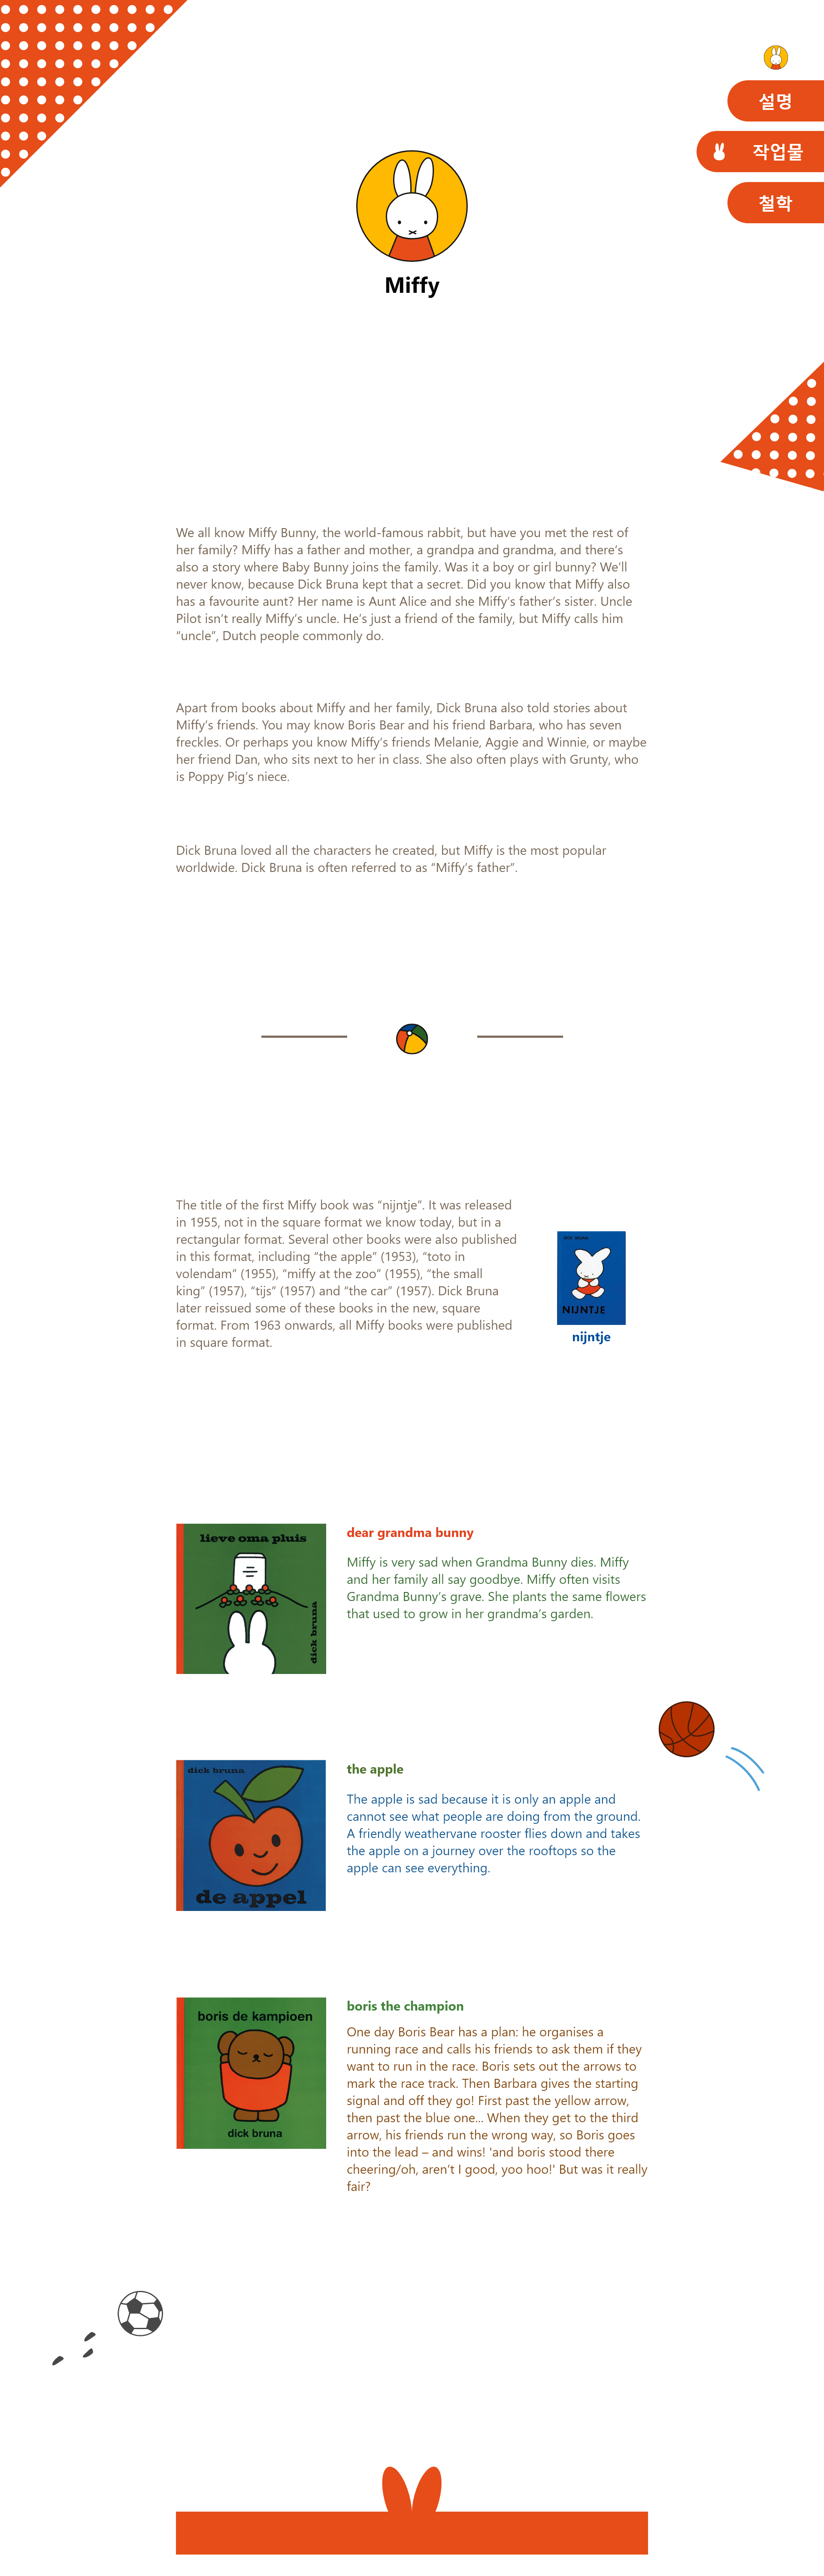 설명
작업물
철학
Miffy
We all know Miffy Bunny, the world-famous rabbit, but have you met the rest of
her family? Miffy has a father and mother, a grandpa and grandma, and there's
also a story where Baby Bunny joins the family. Was it a boy or girl bunny? We'll
never know, because Dick Bruna kept that a secret. Did you know that Miffy also
has a favourite aunt? Her name is Aunt Alice and she Miffy's father's sister. Uncle
Pilot isn't really Miffy's uncle. He's just a friend of the family, but Miffy calls him
“uncle”, Dutch people commonly do.
Apart from books about Miffy and her family, Dick Bruna also told stories about
Miffy's friends. You may know Boris Bear and his friend Barbara, who has seven
freckles. Or perhaps you know Miffy's friends Melanie, Aggie and Winnie, or maybe
her friend Dan, who sits next to her in class. She also often plays with Grunty, who
is Poppy Pig's niece.
Dick Bruna loved all the characters he created, but Miffy is the most popular
worldwide. Dick Bruna is often referred to as “Miffy's father”.
The title of the first Miffy book was “nijntje”. It was released
in 1955, not in the square format we know today, but in a
rectangular format. Several other books were also published
in this format, including “the apple” (1953), “toto in
volendam” (1955), “miffy at the zoo” (1955), “the small
king” (1957), “tijs” (1957) and “the car” (1957). Dick Bruna
later reissued some of these books in the new, square
format. From 1963 onwards, all Miffy books were published
in square format.
dick bruna
NIJNTJE
nijntje
lieve oma pluis
dick bruna
dear grandma bunny
Miffy is very sad when Grandma Bunny dies. Miffy
and her family all say goodbye. Miffy often visits
Grandma Bunny's grave. She plants the same flowers
that used to grow in her grandma's garden.
dick bruna
de appel
the apple
The apple is sad because it is only an apple and
cannot see what people are doing from the ground.
A friendly weathervane rooster flies down and takes
the apple on a journey over the rooftops so the
apple can see everything.
boris de kampioen
dick bruna
boris the champion
One day Boris Bear has a plan: he organises a
running race and calls his friends to ask them if they
want to run in the race. Boris sets out the arrows to
mark the race track. Then Barbara gives the starting
signal and off they go! First past the yellow arrow,
then past the blue one... When they get to the third
arrow, his friends run the wrong way, so Boris goes
into the lead – and wins! 'and boris stood there
cheering/oh, aren't I good, yoo hoo!' But was it really
fair?